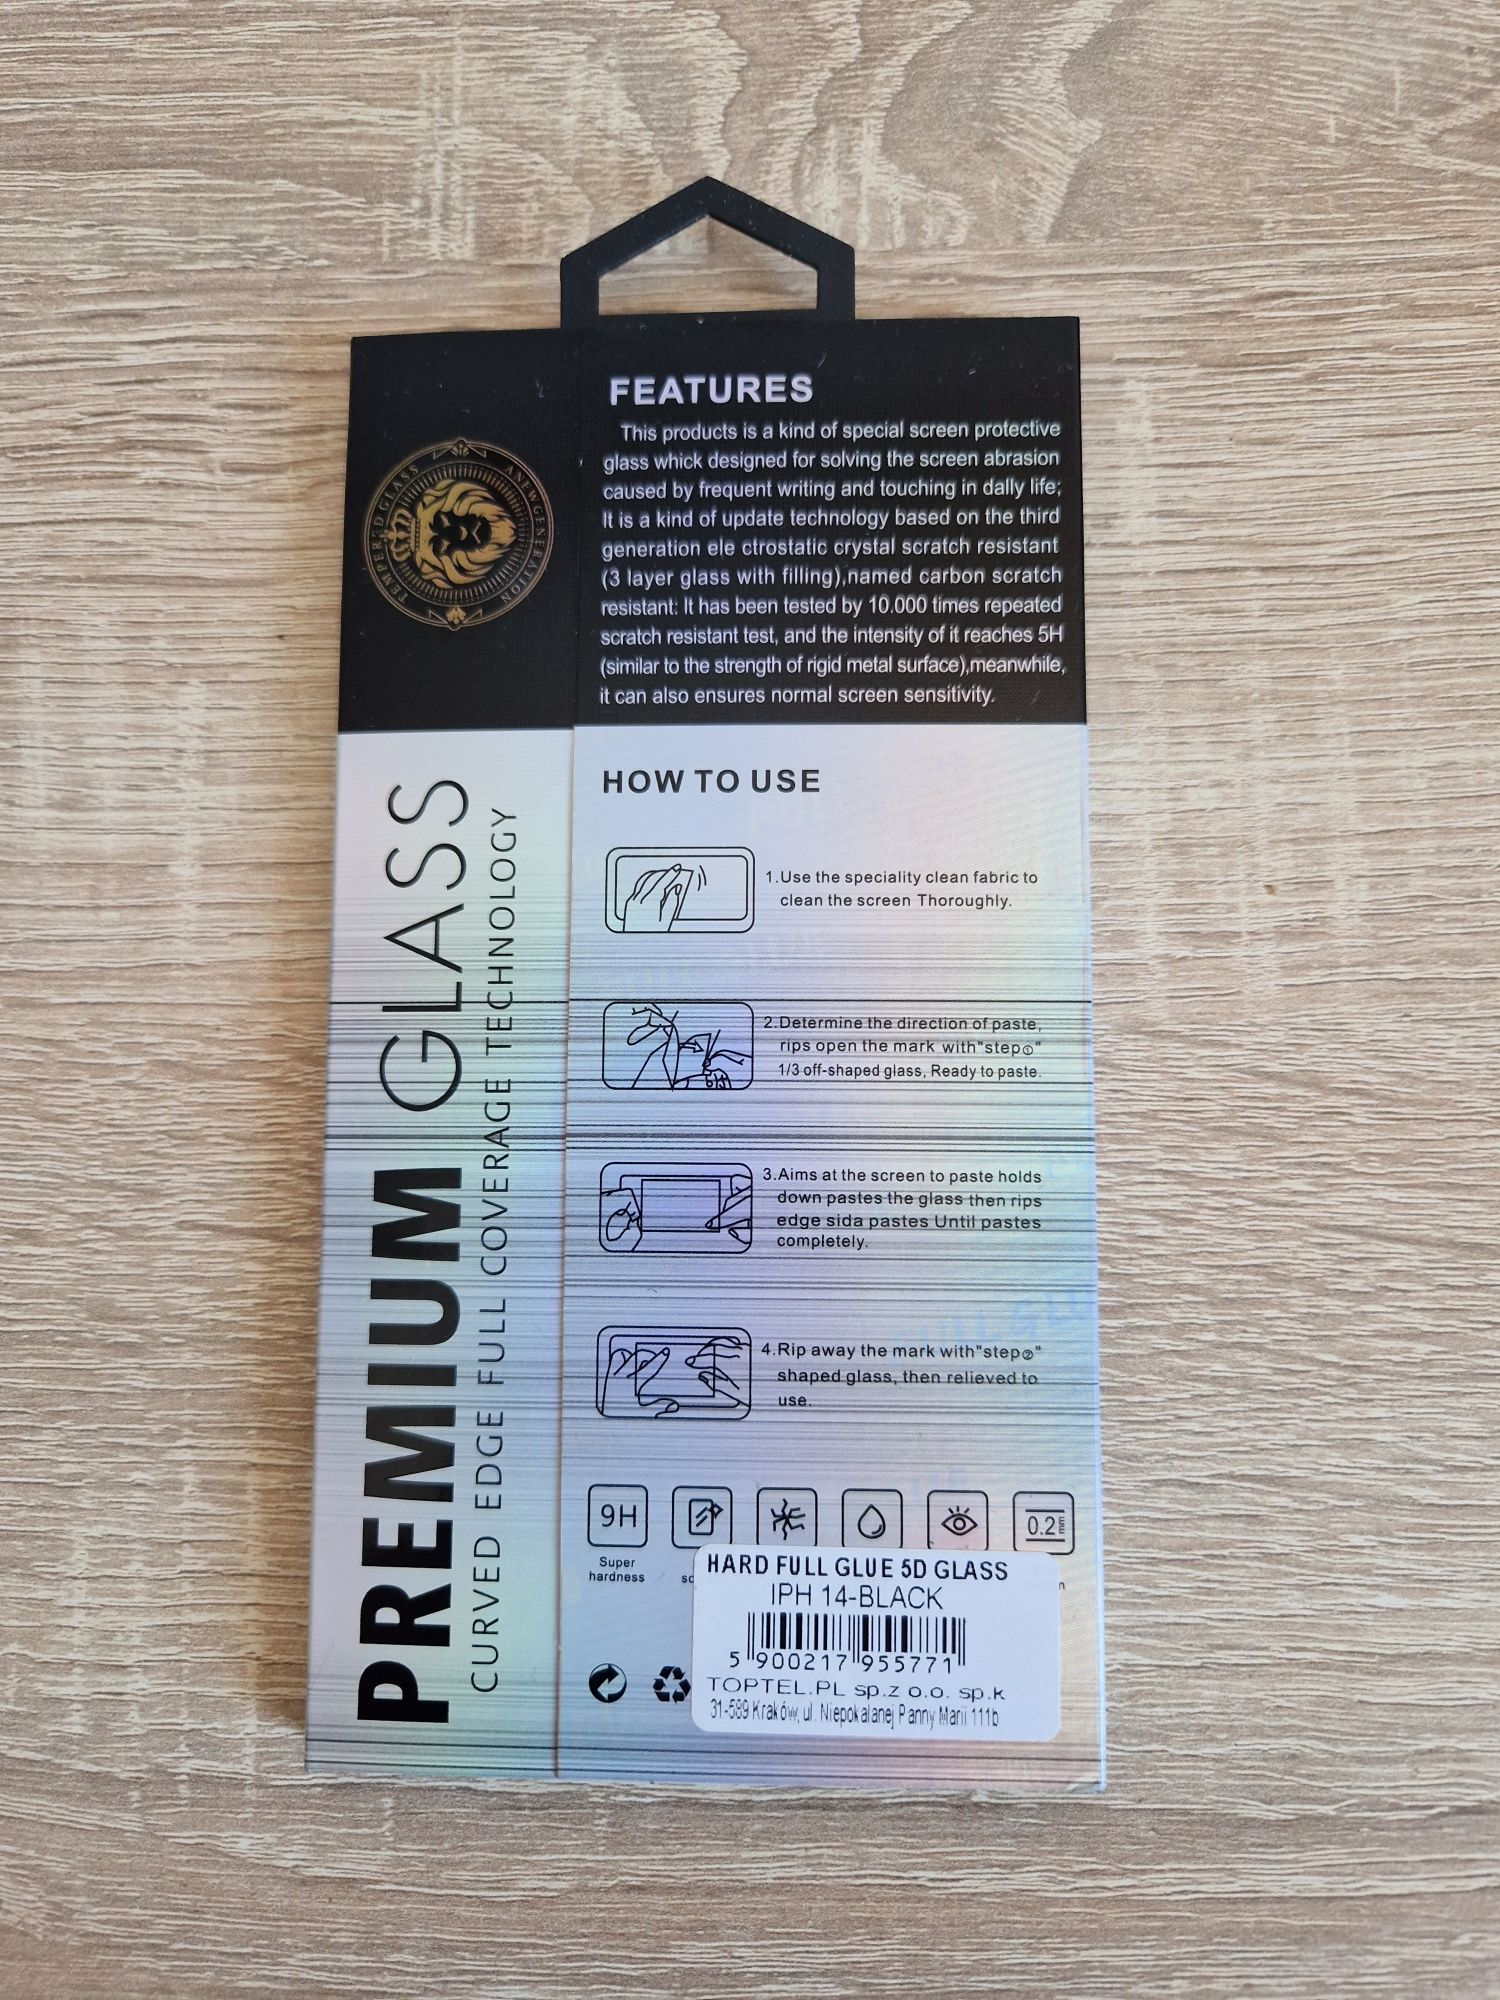 FEATURES
This products is a kind of special screen protective
glass whick designed for solving the screen abrasion
caused by frequent writing and touching in dally life;
It is a kind of update technology based on the third
generation ele ctrostatic crystal scratch resistant
(3 layer glass with filling),named carbon scratch
resistant: It has been tested by 10.000 times repeated
scratch resistant test, and the intensity of it reaches 5H
(similar to the strength of rigid metal surface),meanwhile,
it can also ensures normal screen sensitivity.
TEMPERED GLASS
ANEWGENERATION
PREMIUM GLASS
CURVED EDGE FULL COVERAGE TECHNOLOGY
HOW TO USE
1.Use the speciality clean fabric to
clean the screen Thoroughly.
2.Determine the direction of paste,
rips open the mark with"step①"
1/3 off-shaped glass, Ready to paste.
3.Aims at the screen to paste holds
down pastes the glass then rips
edge sida pastes Until pastes
completely.
4.Rip away the mark with"step②"
shaped glass, then relieved to
use.
9H
0.2mm
Super
hardness
HARD FULL GLUE 5D GLASS
IPH 14-BLACK
5 900217 955771
TOPTEL.PL sp.z o.o. sp.k
31-589 Kraków, ul. Niepokalanej Panny Marii 111b